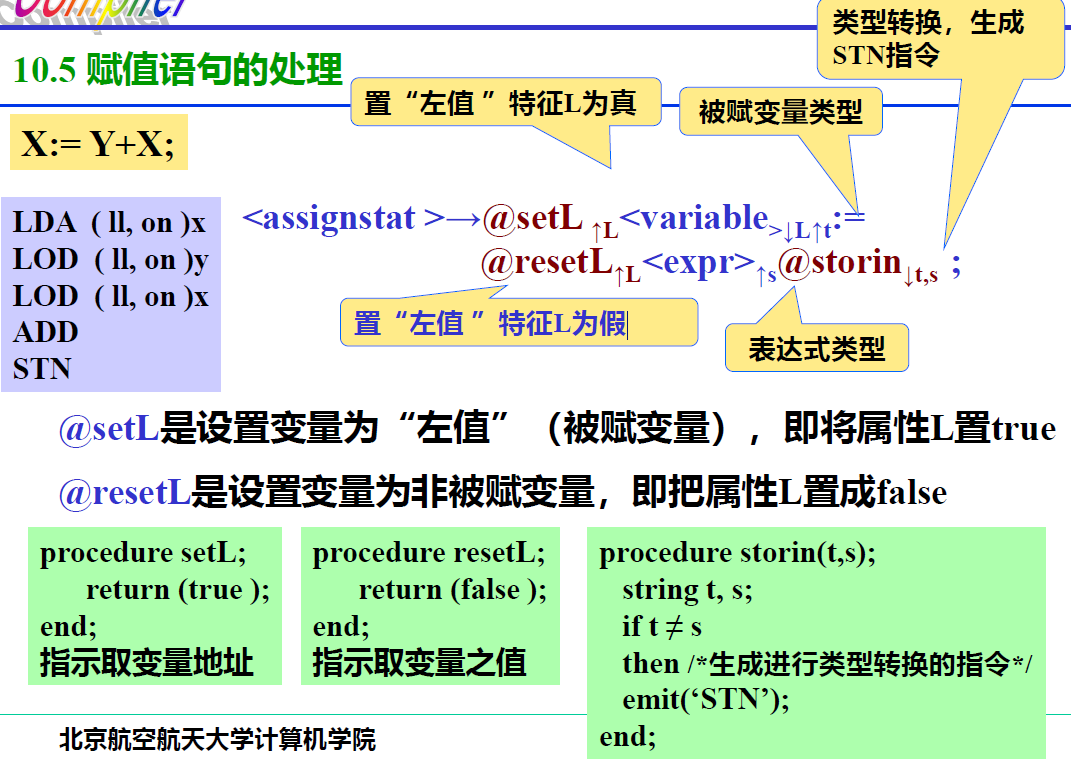 Compiler
类型转换，生成
STN指令
10.5 赋值语句的处理
置“左值 ”特征L为真
被赋变量类型
X:= Y+X;
LDA ( ll, on )x
LOD ( ll, on )y
LOD ( ll, on )x
ADD
STN
<assignstat >→@setL ↑L<variable>↓L↑t:=
@resetL↑L<expr>↑s@storin↓t,s ;
置“左值 ”特征L为假
表达式类型
@setL是设置变量为“左值”（被赋变量），即将属性L置true
@resetL是设置变量为非被赋变量，即把属性L置成false
procedure setL;
return (true );
end;
指示取变量地址
procedure resetL;
return (false );
end;
指示取变量之值
procedure storin(t,s);
string t, s;
if t ≠ s
then /*生成进行类型转换的指令*/
emit(‘STN’);
end;
北京航空航天大学计算机学院